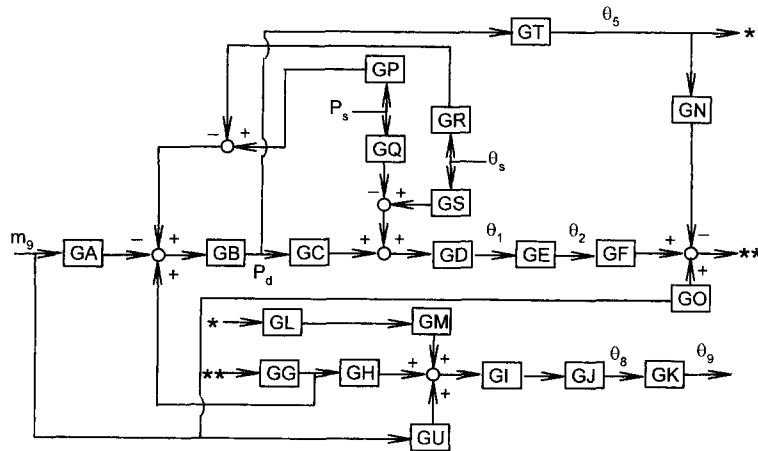 GT θ₅ *
GP
Pₛ GR GN
GQ θₛ
− +
− + GS
m₉ GA − + GB GC + + GD θ₁ GE θ₂ GF + − **
P_d
+ + GO
* GL GM
+
** GG GH + + GI GJ θ₈ GK θ₉
+
GU